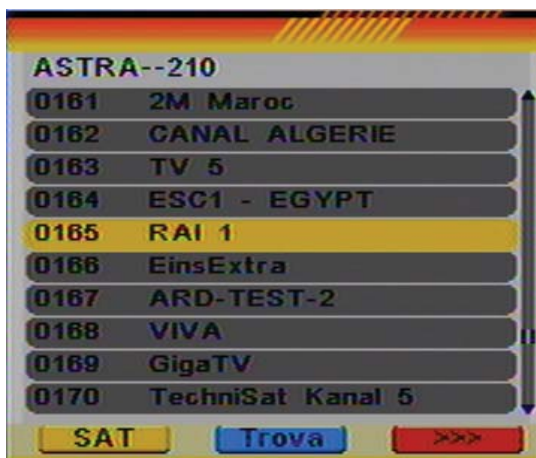 ASTRA--210
0161 2M Maroc
0162 CANAL ALGERIE
0163 TV 5
0164 ESC1 - EGYPT
0165 RAI 1
0166 EinsExtra
0167 ARD-TEST-2
0168 VIVA
0169 GigaTV
0170 TechniSat Kanal 5
SAT Trova >>>